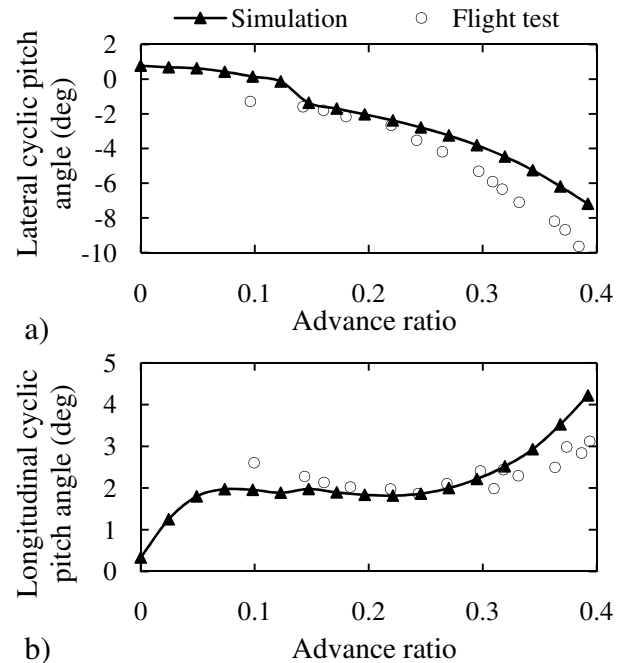 Simulation Flight test
2
0
-2
-4
-6
-8
-10
Lateral cyclic pitch
angle (deg)
0 0.1 0.2 0.3 0.4
Advance ratio
a)
5
4
3
2
1
0
Longitudinal cyclic
pitch angle (deg)
0 0.1 0.2 0.3 0.4
Advance ratio
b)